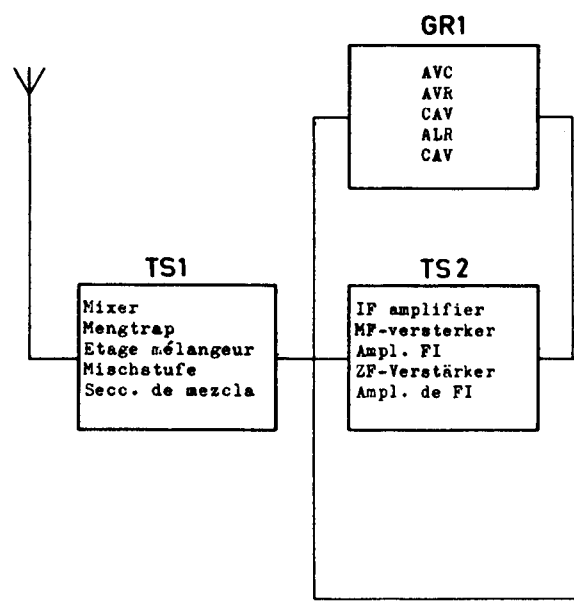 GR1
AVC
AVR
CAV
ALR
CAV
TS1
Mixer
Mengtrap
Etage mélangeur
Mischstufe
Secc. de mezcla
TS2
IF amplifier
MF-versterker
Ampl. FI
ZF-Verstärker
Ampl. de FI